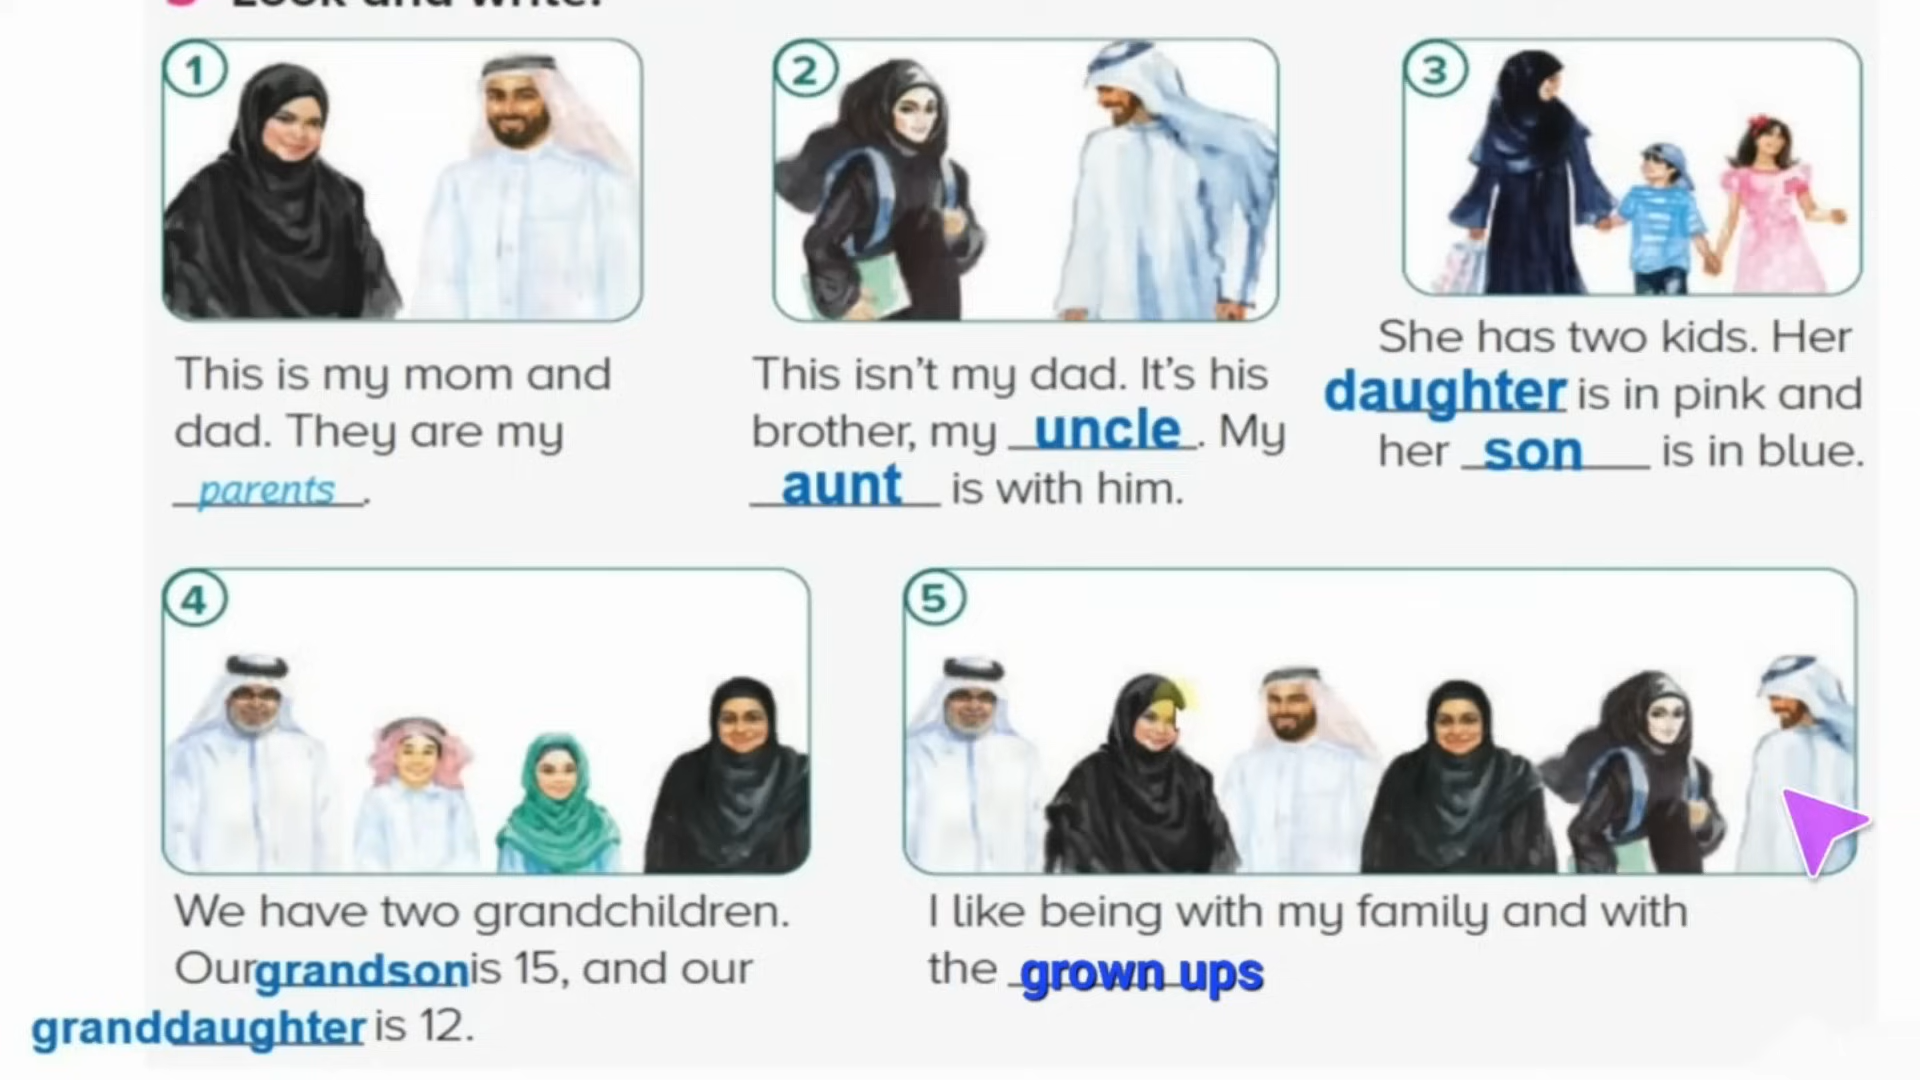 Look and write.
1
2
3
This is my mom and
dad. They are my
parents.
This isn't my dad. It's his
brother, my uncle. My
aunt is with him.
She has two kids. Her
daughter is in pink and
her son is in blue.
4
5
We have two grandchildren.
Our grandson is 15, and our
granddaughter is 12.
I like being with my family and with
the grown ups